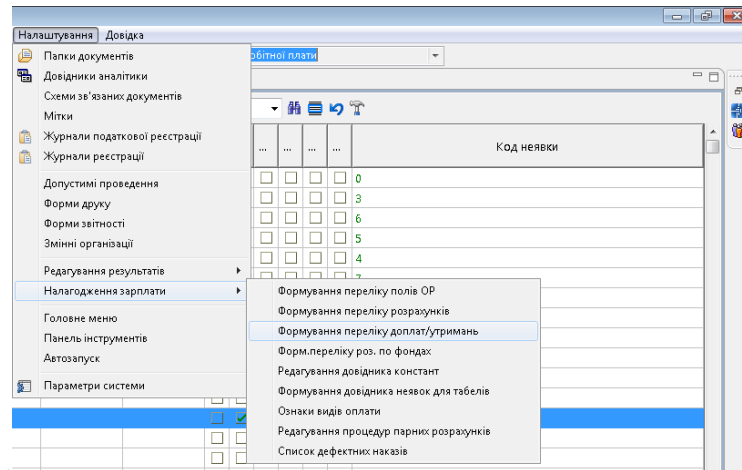 Налаштування Довідка
Папки документів
Довідники аналітики
Схеми зв'язаних документів
Мітки
Журнали податкової реєстрації
Журнали реєстрації
Допустимі проведення
Форми друку
Форми звітності
Змінні організації
Редагування результатів
Налагодження зарплати
Головне меню
Панель інструментів
Автозапуск
Параметри системи
обітної плати
... ... ... ... Код неявки
0
3
6
5
4
Формування переліку полів ОР
Формування переліку розрахунків
Формування переліку доплат/утримань
Форм.переліку роз. по фондах
Редагування довідника констант
Формування довідника неявок для табелів
Ознаки видів оплати
Редагування процедур парних розрахунків
Список дефектних наказів